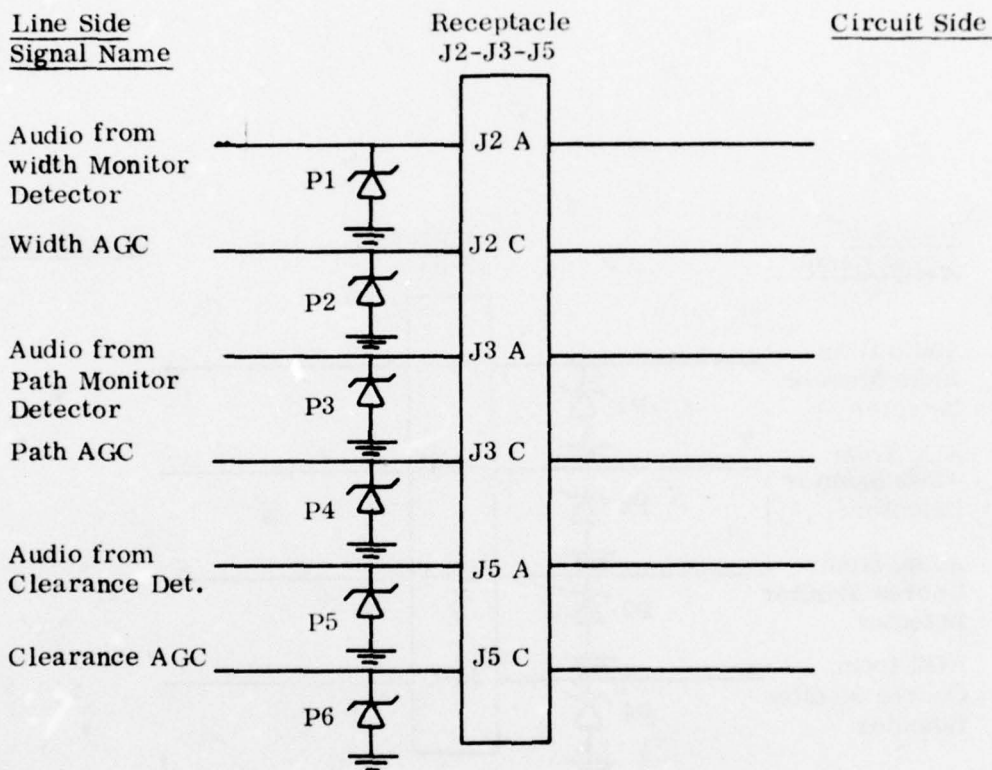 Line Side
Signal Name
Receptacle
J2-J3-J5
Circuit Side
Audio from
width Monitor
Detector
J2 A
P1
Width AGC
J2 C
P2
Audio from
Path Monitor
Detector
J3 A
P3
Path AGC
J3 C
P4
Audio from
Clearance Det.
J5 A
P5
Clearance AGC
J5 C
P6